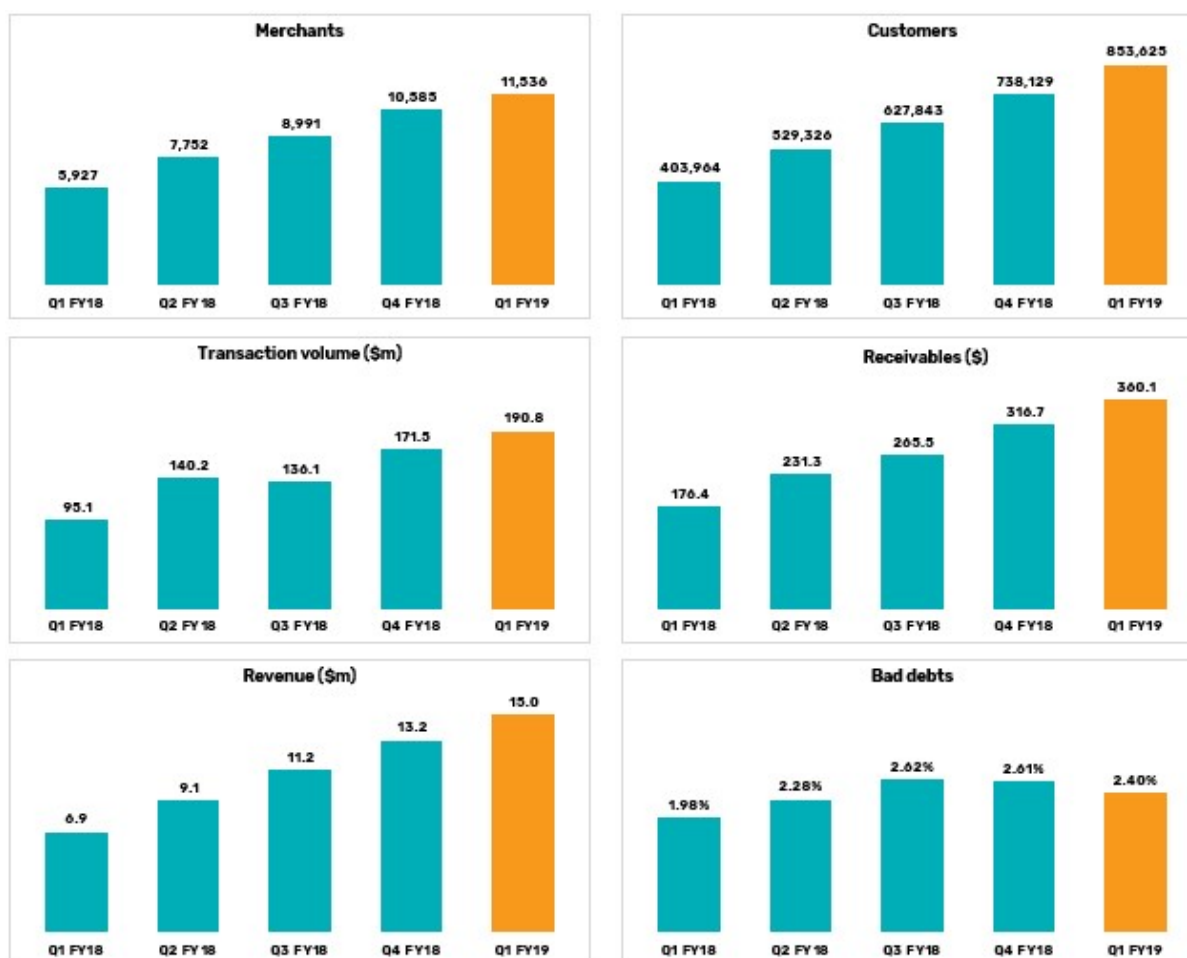 Merchants
11,536
10,585
8,991
7,752
5,927
Q1 FY18 Q2 FY18 Q3 FY18 Q4 FY18 Q1 FY19
Customers
853,625
738,129
627,843
529,326
403,964
Q1 FY18 Q2 FY18 Q3 FY18 Q4 FY18 Q1 FY19
Transaction volume ($m)
190.8
171.5
140.2
136.1
95.1
Q1 FY18 Q2 FY18 Q3 FY18 Q4 FY18 Q1 FY19
Receivables ($)
360.1
316.7
265.5
231.3
176.4
Q1 FY18 Q2 FY18 Q3 FY18 Q4 FY18 Q1 FY19
Revenue ($m)
15.0
13.2
11.2
9.1
6.9
Q1 FY18 Q2 FY18 Q3 FY18 Q4 FY18 Q1 FY19
Bad debts
2.62% 2.61%
2.40%
2.28%
1.98%
Q1 FY18 Q2 FY18 Q3 FY18 Q4 FY18 Q1 FY19